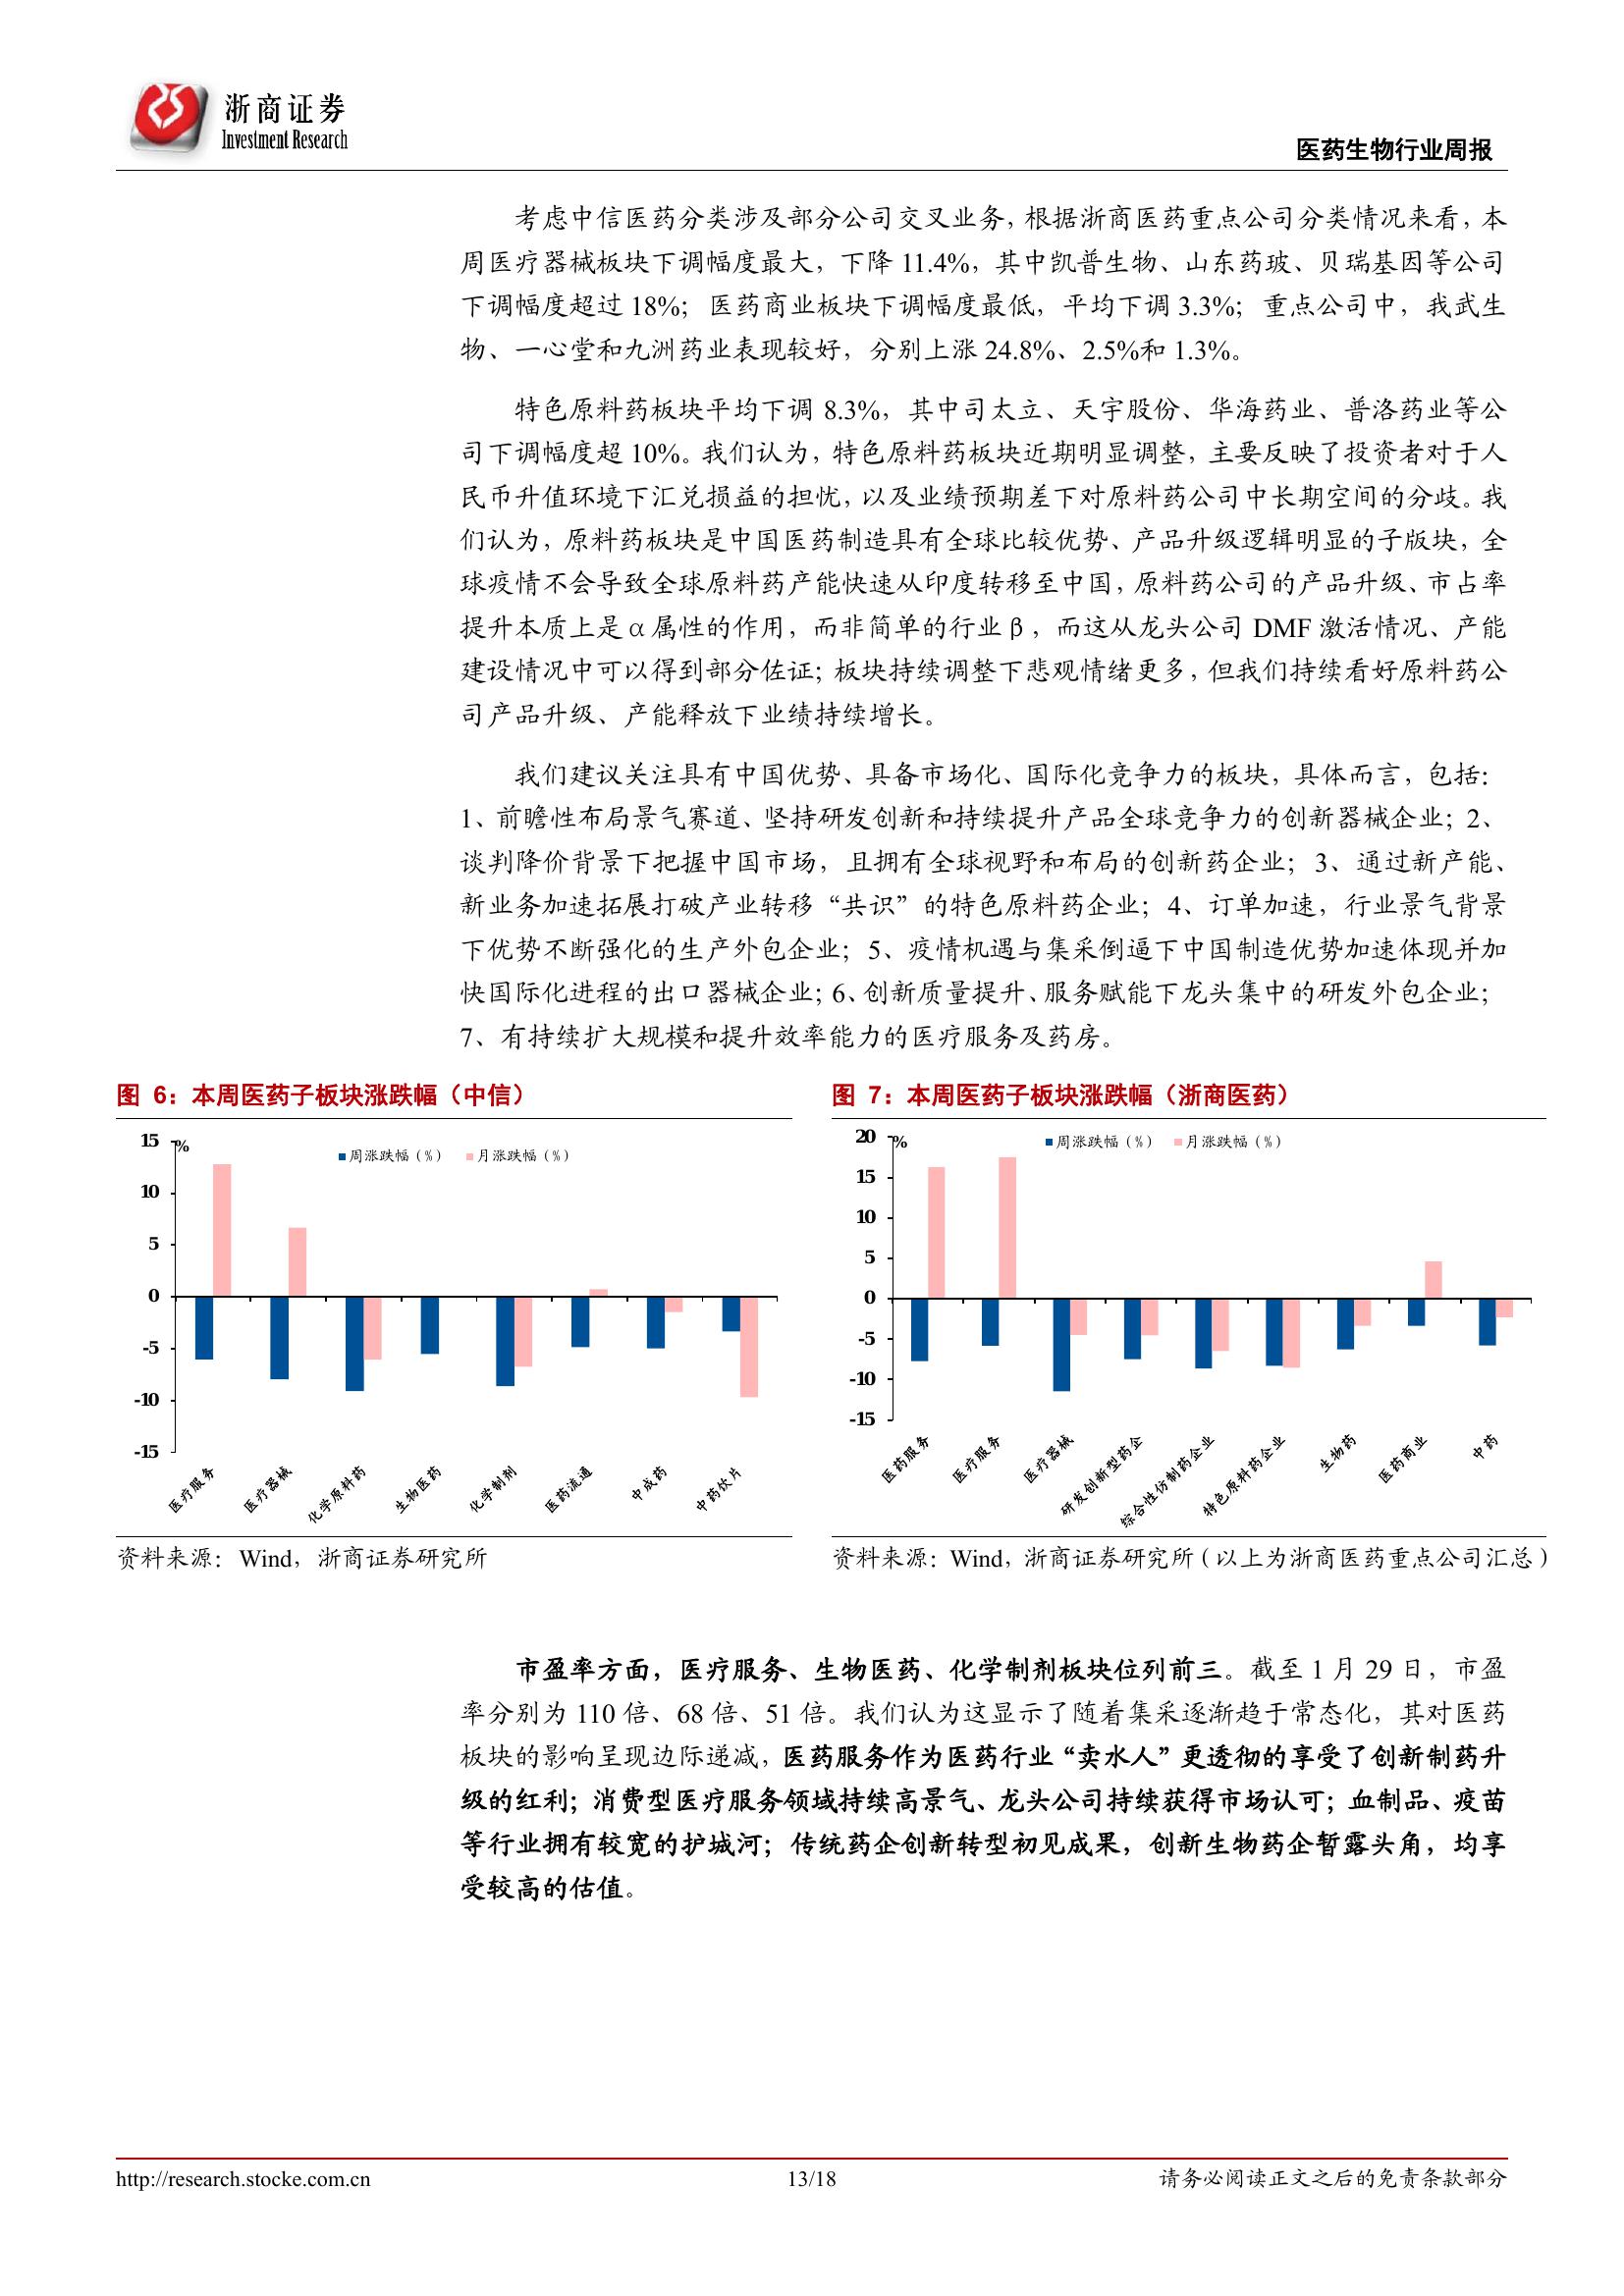 浙商证券
Investment Research
医药生物行业周报
考虑中信医药分类涉及部分公司交叉业务，根据浙商医药重点公司分类情况来看，本
周医疗器械板块下调幅度最大，下降 11.4%，其中凯普生物、山东药玻、贝瑞基因等公司
下调幅度超过 18%；医药商业板块下调幅度最低，平均下调 3.3%；重点公司中，我武生
物、一心堂和九洲药业表现较好，分别上涨 24.8%、2.5%和 1.3%。
特色原料药板块平均下调 8.3%，其中司太立、天宇股份、华海药业、普洛药业等公
司下调幅度超 10%。我们认为，特色原料药板块近期明显调整，主要反映了投资者对于人
民币升值环境下汇兑损益的担忧，以及业绩预期差下对原料药公司中长期空间的分歧。我
们认为，原料药板块是中国医药制造具有全球比较优势、产品升级逻辑明显的子版块，全
球疫情不会导致全球原料药产能快速从印度转移至中国，原料药公司的产品升级、市占率
提升本质上是 α 属性的作用，而非简单的行业 β，而这从龙头公司 DMF 激活情况、产能
建设情况中可以得到部分佐证；板块持续调整下悲观情绪更多，但我们持续看好原料药公
司产品升级、产能释放下业绩持续增长。
我们建议关注具有中国优势、具备市场化、国际化竞争力的板块，具体而言，包括：
1、前瞻性布局景气赛道、坚持研发创新和持续提升产品全球竞争力的创新器械企业；2、
谈判降价背景下把握中国市场，且拥有全球视野和布局的创新药企业；3、通过新产能、
新业务加速拓展打破产业转移“共识”的特色原料药企业；4、订单加速，行业景气背景
下优势不断强化的生产外包企业；5、疫情机遇与集采倒逼下中国制造优势加速体现并加
快国际化进程的出口器械企业；6、创新质量提升、服务赋能下龙头集中的研发外包企业；
7、有持续扩大规模和提升效率能力的医疗服务及药房。
图 6：本周医药子板块涨跌幅（中信）
%
周涨跌幅（%） 月涨跌幅（%）
15
10
5
0
-5
-10
-15
医疗服务
医疗器械
化学原料药
生物医药
化学制剂
医药流通
中成药
中药饮片
资料来源：Wind，浙商证券研究所
图 7：本周医药子板块涨跌幅（浙商医药）
%
周涨跌幅（%） 月涨跌幅（%）
20
15
10
5
0
-5
-10
-15
医药服务
医疗服务
医疗器械
研发创新型药企
综合性仿制药企业
特色原料药企业
生物药
医药商业
中药
资料来源：Wind，浙商证券研究所（以上为浙商医药重点公司汇总）
市盈率方面，医疗服务、生物医药、化学制剂板块位列前三。截至 1 月 29 日，市盈
率分别为 110 倍、68 倍、51 倍。我们认为这显示了随着集采逐渐趋于常态化，其对医药
板块的影响呈现边际递减，医药服务作为医药行业“卖水人”更透彻的享受了创新制药升
级的红利；消费型医疗服务领域持续高景气、龙头公司持续获得市场认可；血制品、疫苗
等行业拥有较宽的护城河；传统药企创新转型初见成果，创新生物药企暂露头角，均享
受较高的估值。
http://research.stocke.com.cn
13/18
请务必阅读正文之后的免责条款部分